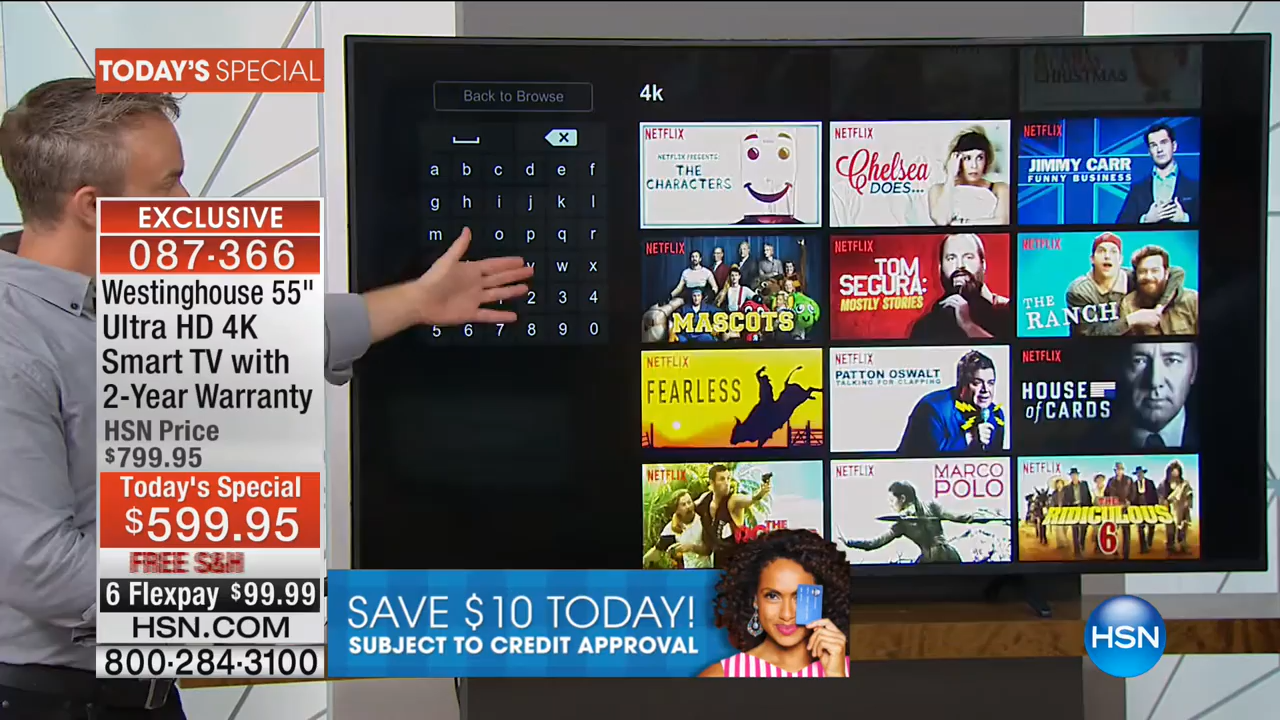 TODAY'S SPECIAL
EXCLUSIVE
087-366
Westinghouse 55"
Ultra HD 4K
Smart TV with
2-Year Warranty
HSN Price
$799.95
Today's Special
$599.95
FREE S&H
6 Flexpay $99.99
HSN.COM
800-284-3100
Back to Browse
a b c d e f
g h i j k l
m o p q r
v w x
1 2 3 4
5 6 7 8 9 0
4k
CHRISTMAS
NETFLIX
NETFLIX PRESENTS:
THE
CHARACTERS
NETFLIX
Chelsea
DOES...
NETFLIX
JIMMY CARR
FUNNY BUSINESS
NETFLIX
MASCOTS
NETFLIX
TOM
SEGURA:
MOSTLY STORIES
NETFLIX
THE
RANCH
NETFLIX
FEARLESS
NETFLIX
PATTON OSWALT
TALKING FOR CLAPPING
NETFLIX
HOUSE
of CARDS
NETFLIX
THE
NETFLIX
MARCO
POLO
NETFLIX
THE
RIDICULOUS
6
SAVE $10 TODAY!
SUBJECT TO CREDIT APPROVAL
HSN